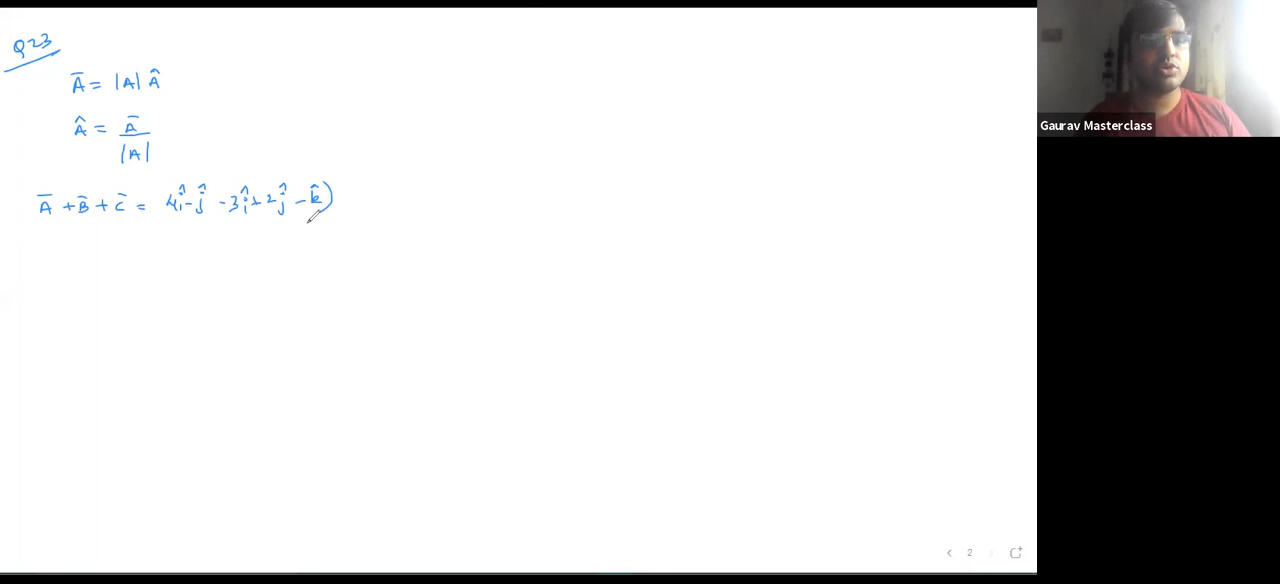 Q23
Ā = |A| Â
Â = Ā / |A|
Ā + B̄ + C̄ = 4î - ĵ - 3î + 2ĵ - k̂)
Gaurav Masterclass
2